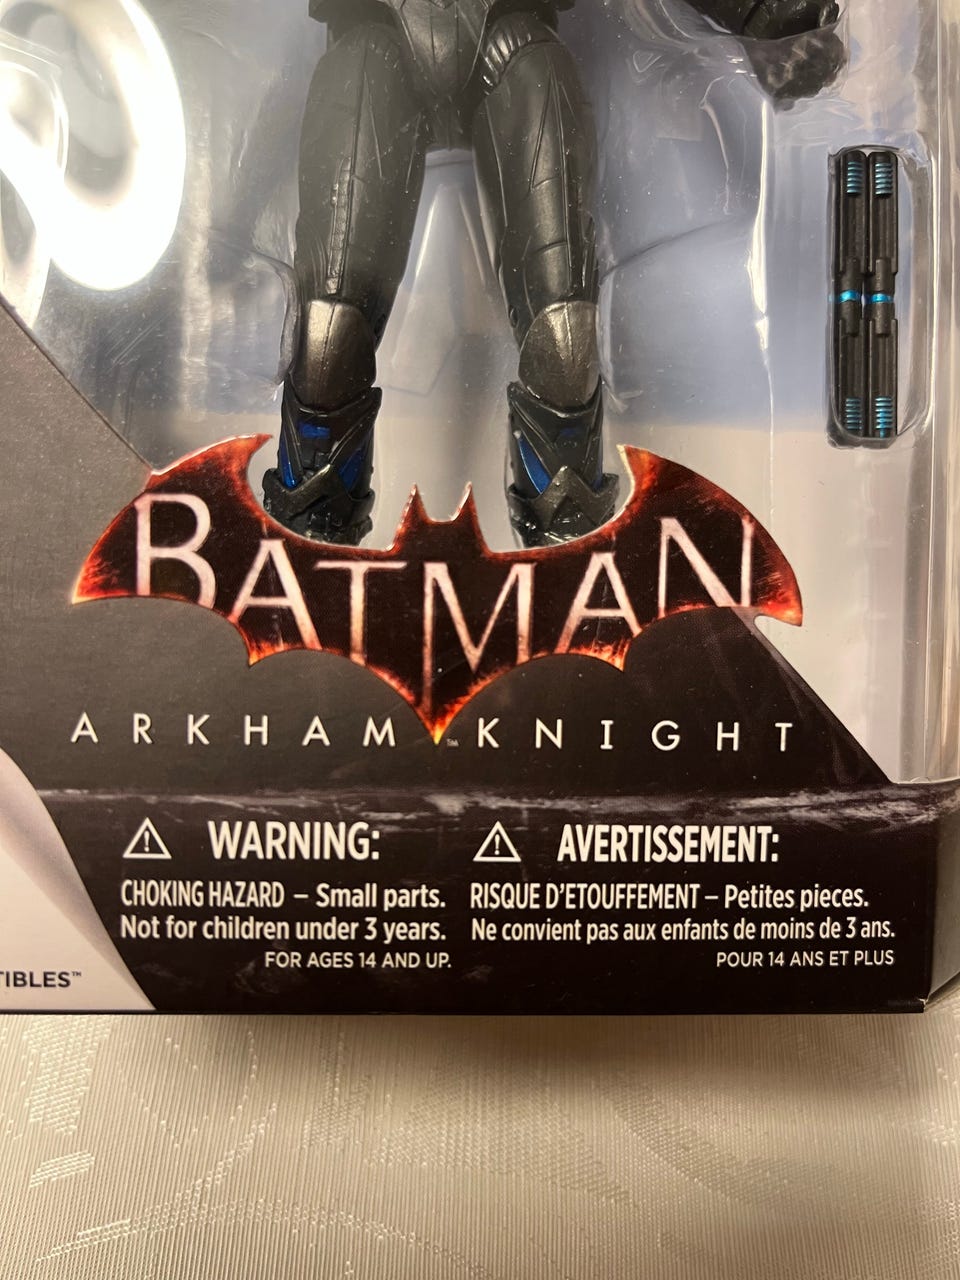 BATMAN
ARKHAM KNIGHT
TM
WARNING:
CHOKING HAZARD – Small parts.
Not for children under 3 years.
FOR AGES 14 AND UP.
AVERTISSEMENT:
RISQUE D'ETOUFFEMENT – Petites pieces.
Ne convient pas aux enfants de moins de 3 ans.
POUR 14 ANS ET PLUS
TIBLES™